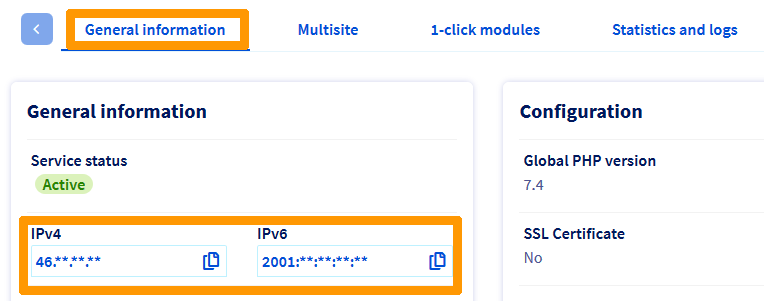 General information Multisite 1-click modules Statistics and logs
General information
Service status
Active
IPv4 IPv6
46.**.**.** 2001:**:**:**:**
Configuration
Global PHP version
7.4
SSL Certificate
No